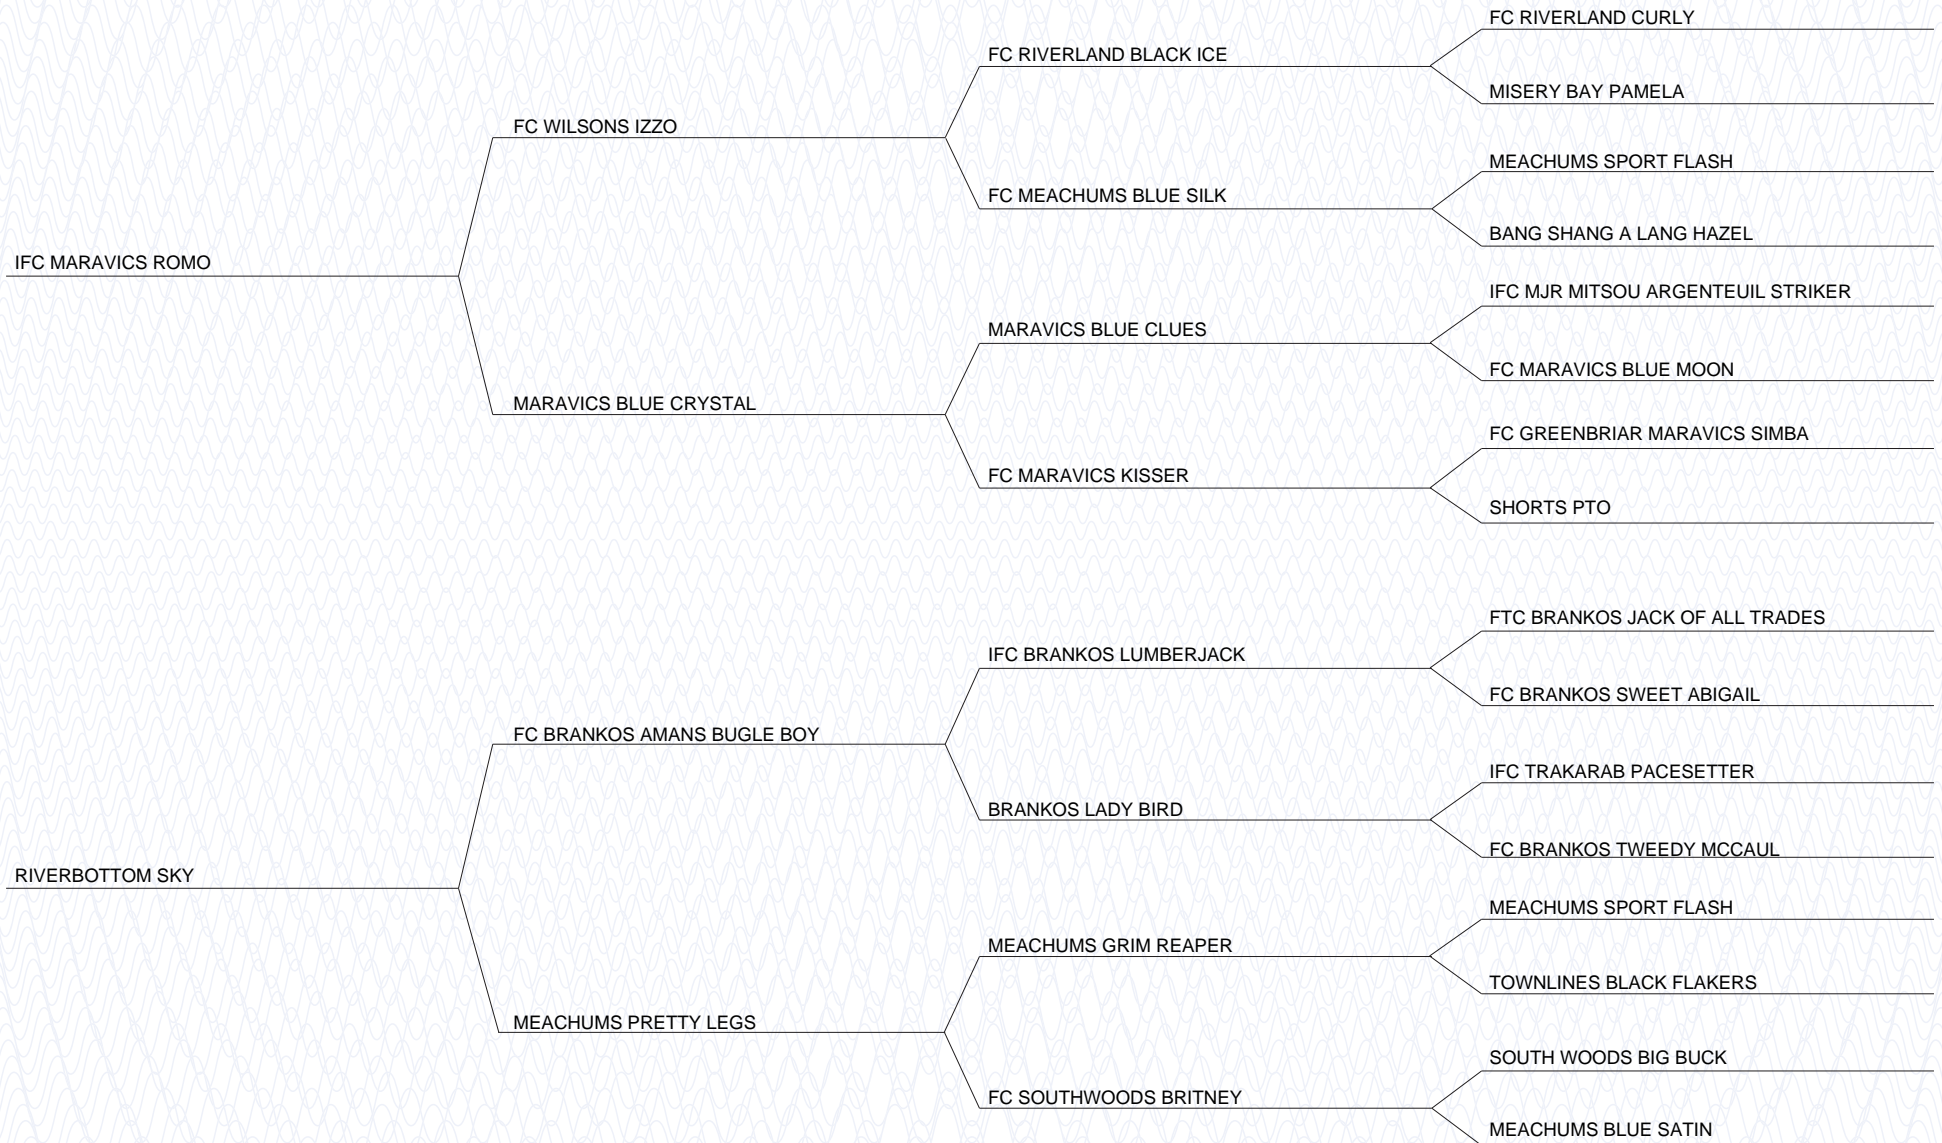 FC RIVERLAND CURLY
FC RIVERLAND BLACK ICE
MISERY BAY PAMELA
FC WILSONS IZZO
MEACHUMS SPORT FLASH
FC MEACHUMS BLUE SILK
BANG SHANG A LANG HAZEL
IFC MARAVICS ROMO
IFC MJR MITSOU ARGENTEUIL STRIKER
MARAVICS BLUE CLUES
FC MARAVICS BLUE MOON
MARAVICS BLUE CRYSTAL
FC GREENBRIAR MARAVICS SIMBA
FC MARAVICS KISSER
SHORTS PTO
FTC BRANKOS JACK OF ALL TRADES
IFC BRANKOS LUMBERJACK
FC BRANKOS SWEET ABIGAIL
FC BRANKOS AMANS BUGLE BOY
IFC TRAKARAB PACESETTER
BRANKOS LADY BIRD
FC BRANKOS TWEEDY MCCAUL
RIVERBOTTOM SKY
MEACHUMS SPORT FLASH
MEACHUMS GRIM REAPER
TOWNLINES BLACK FLAKERS
MEACHUMS PRETTY LEGS
SOUTH WOODS BIG BUCK
FC SOUTHWOODS BRITNEY
MEACHUMS BLUE SATIN